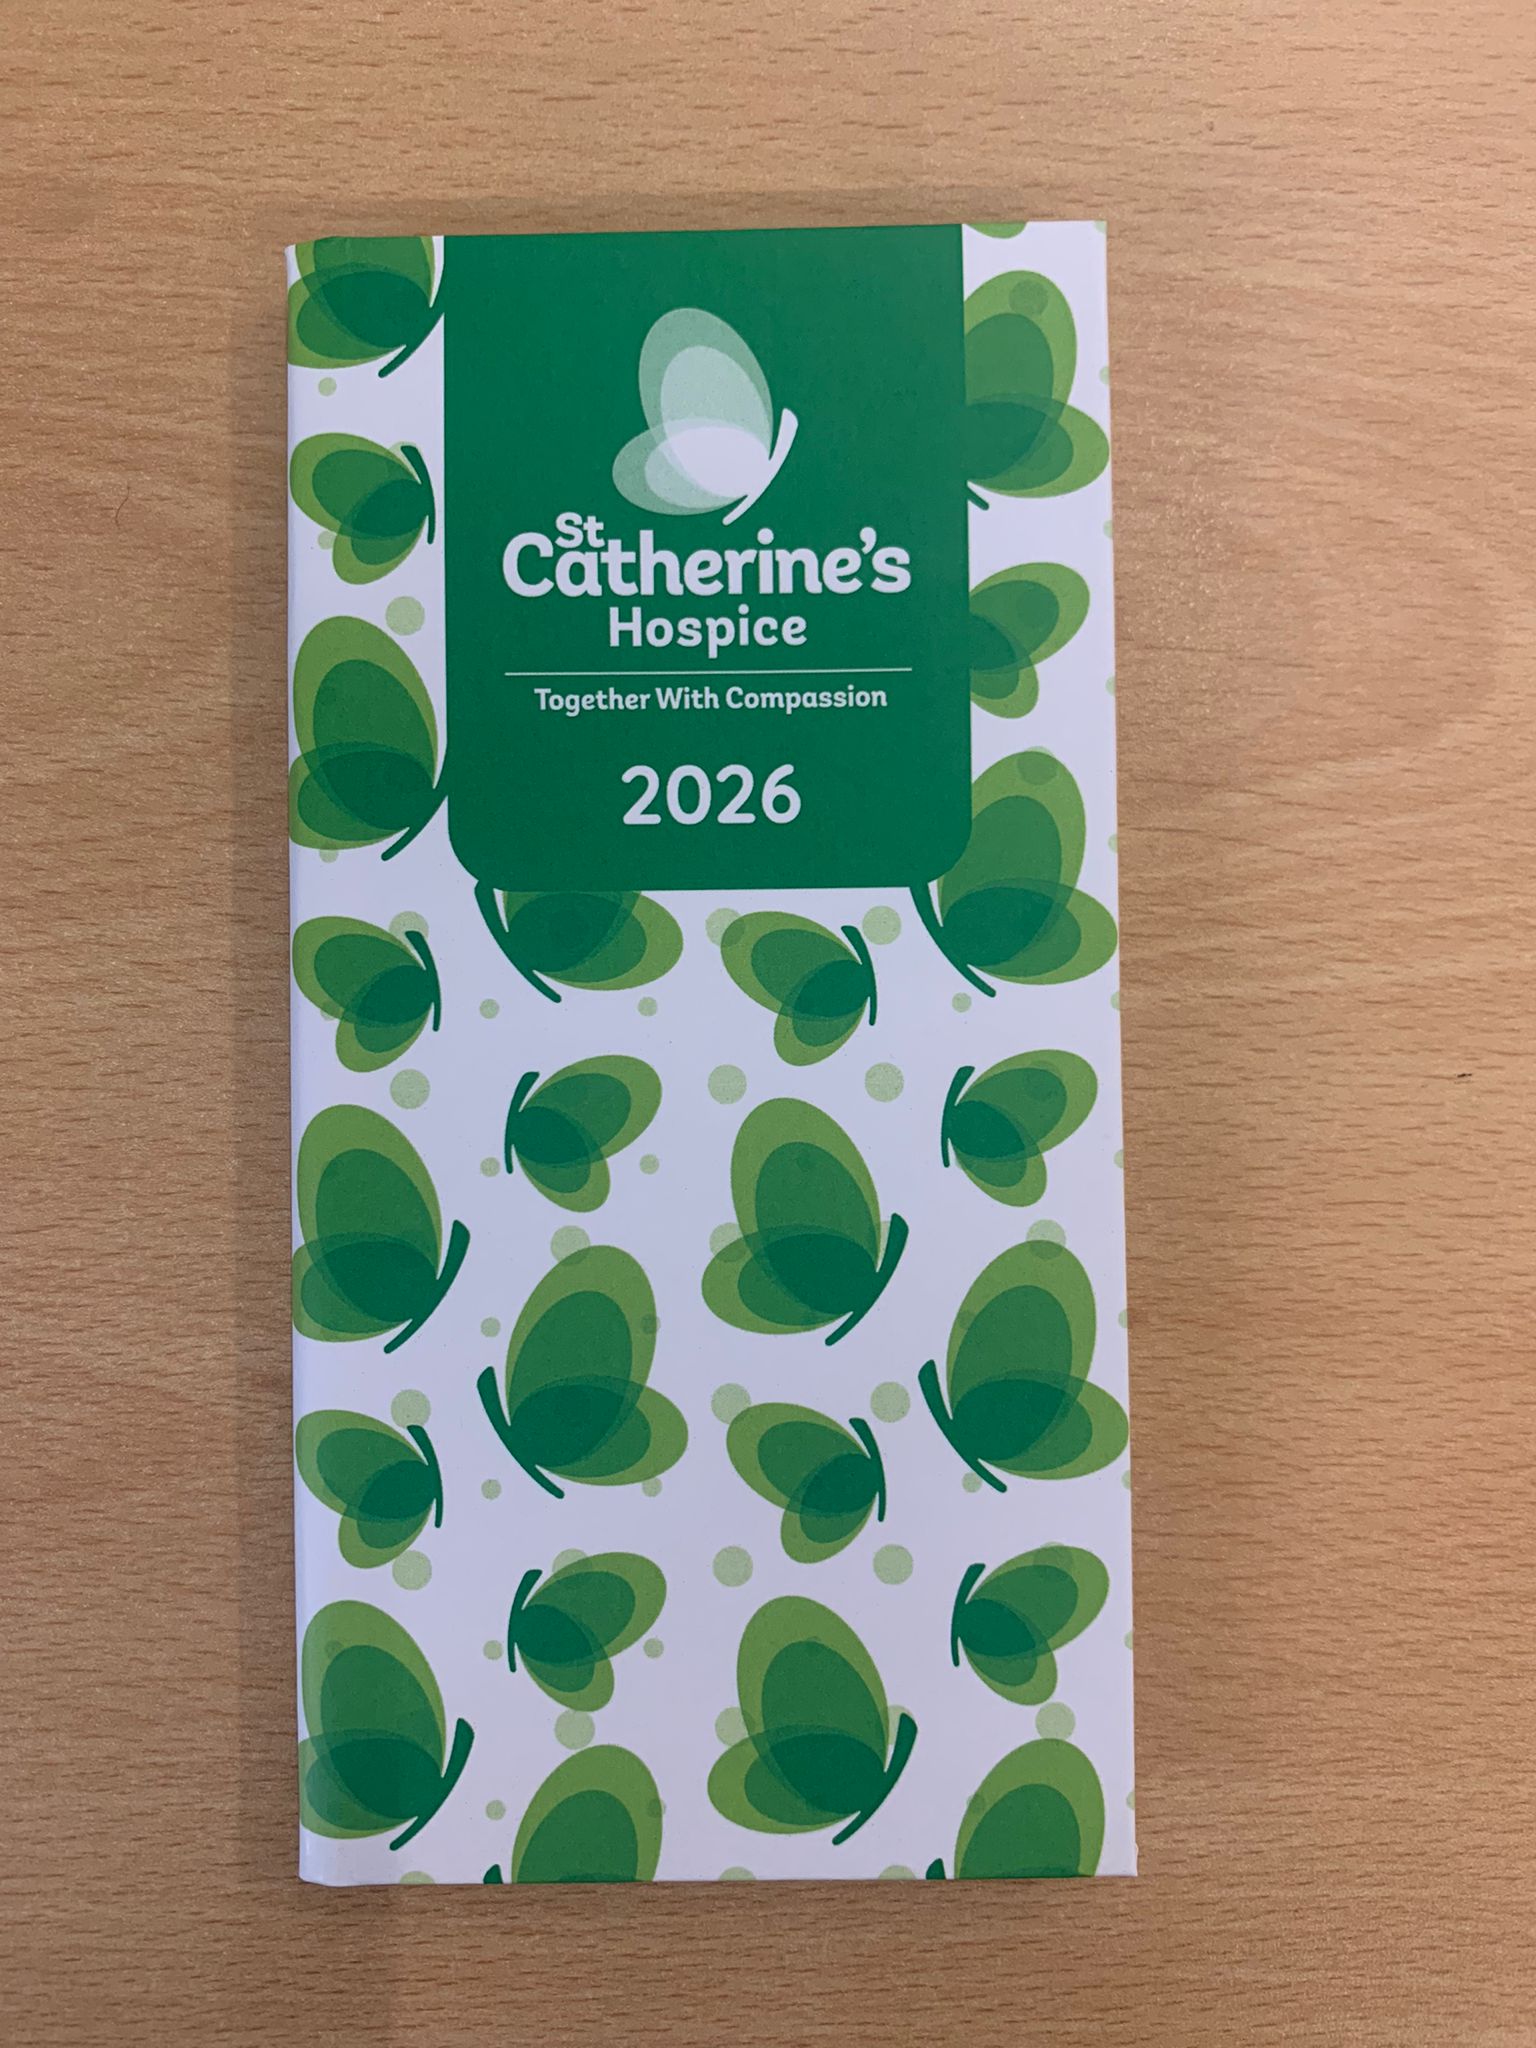 St
Catherine's
Hospice
Together With Compassion
2026